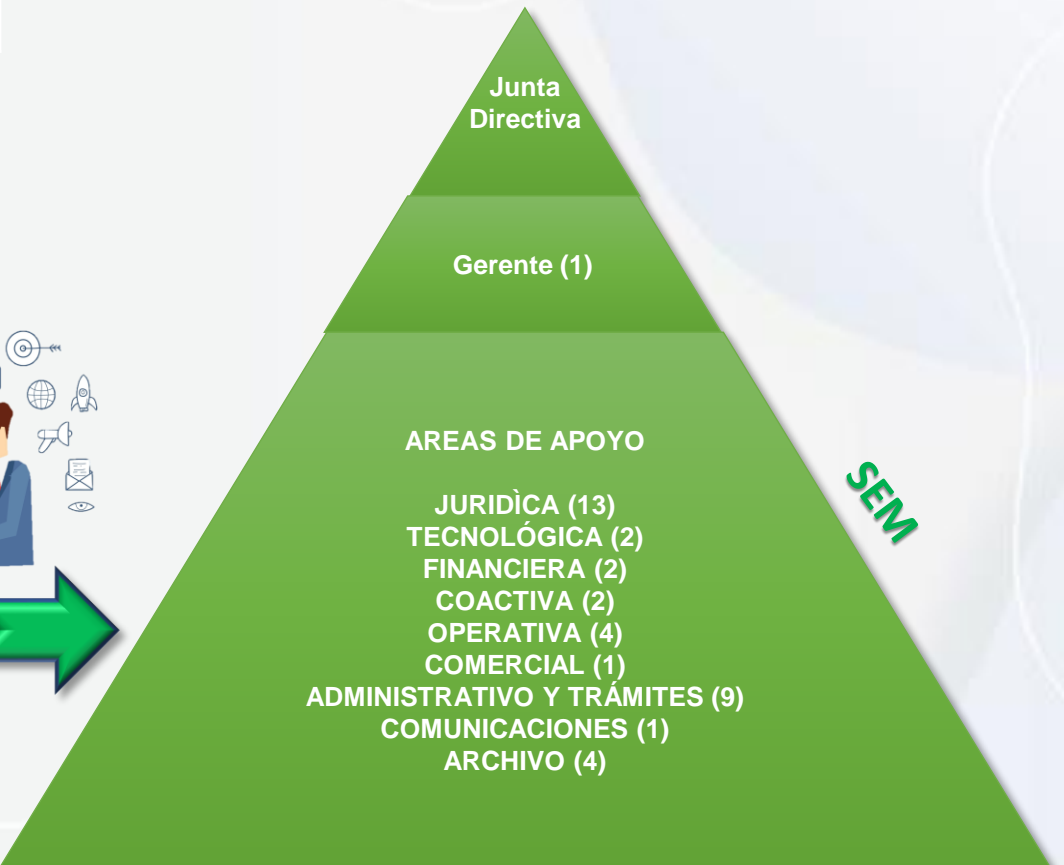 Junta
Directiva
Gerente (1)
AREAS DE APOYO
JURIDÌCA (13)
TECNOLÓGICA (2)
FINANCIERA (2)
COACTIVA (2)
OPERATIVA (4)
COMERCIAL (1)
ADMINISTRATIVO Y TRÁMITES (9)
COMUNICACIONES (1)
ARCHIVO (4)
SEM